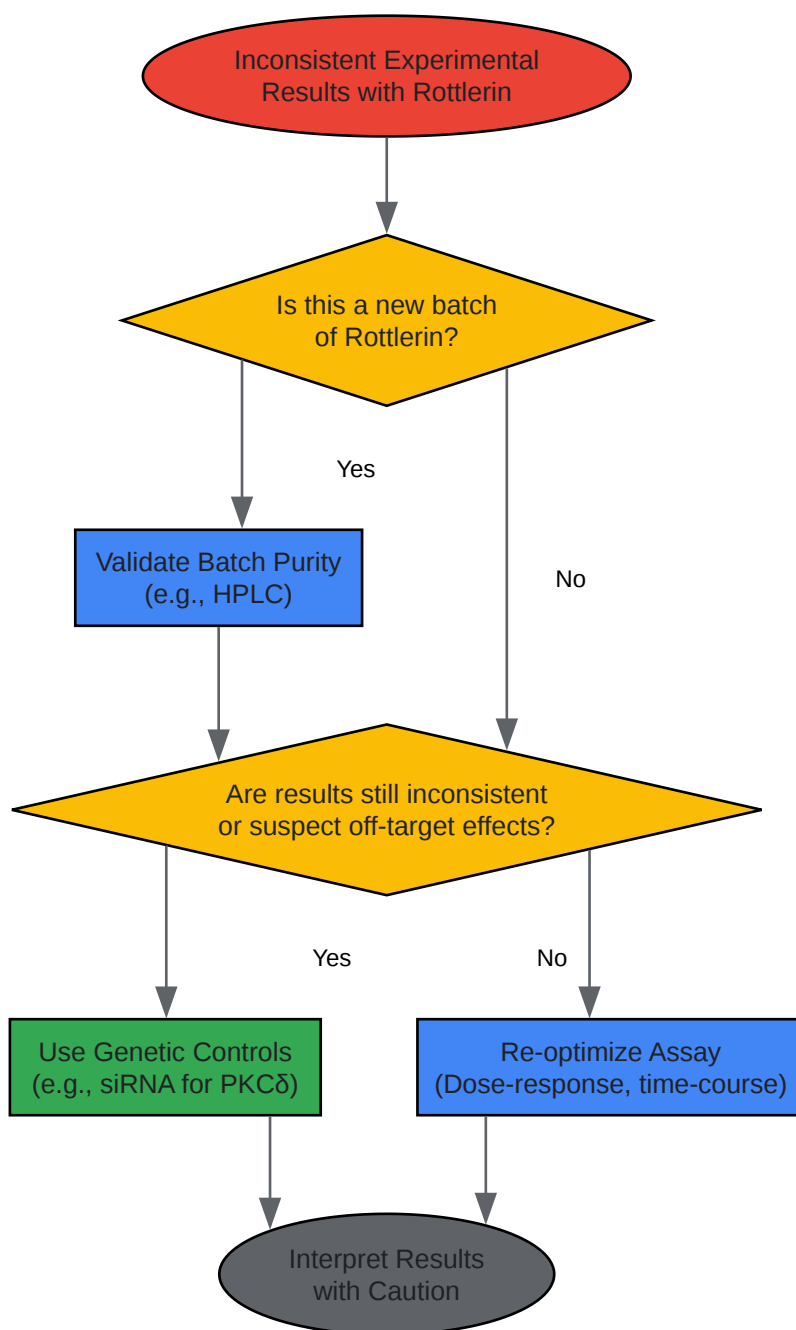 Inconsistent Experimental
Results with Rottlerin
Is this a new batch
of Rottlerin?
Yes
Validate Batch Purity
(e.g., HPLC)
No
Are results still inconsistent
or suspect off-target effects?
Yes
No
Use Genetic Controls
(e.g., siRNA for PKCδ)
Re-optimize Assay
(Dose-response, time-course)
Interpret Results
with Caution